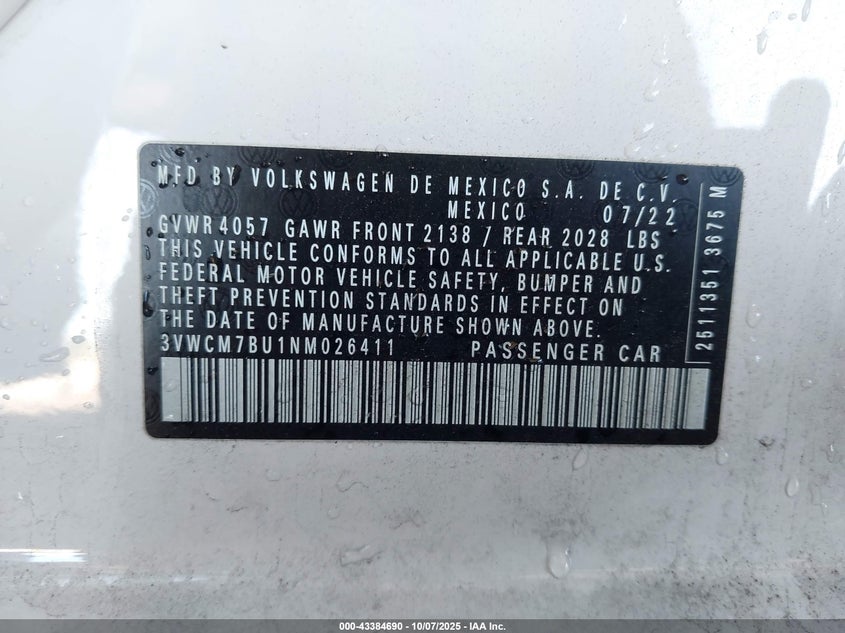 MFD BY VOLKSWAGEN DE MEXICO S.A. DE C.V.
MEXICO 07/22
GVWR 4057 GAWR FRONT 2138 / REAR 2028 LBS
THIS VEHICLE CONFORMS TO ALL APPLICABLE U.S.
FEDERAL MOTOR VEHICLE SAFETY, BUMPER AND
THEFT PREVENTION STANDARDS IN EFFECT ON
THE DATE OF MANUFACTURE SHOWN ABOVE.
3VWCM7BU1NM026411 PASSENGER CAR
2511351 3675 M
000-43384690 - 10/07/2025 - IAA Inc.